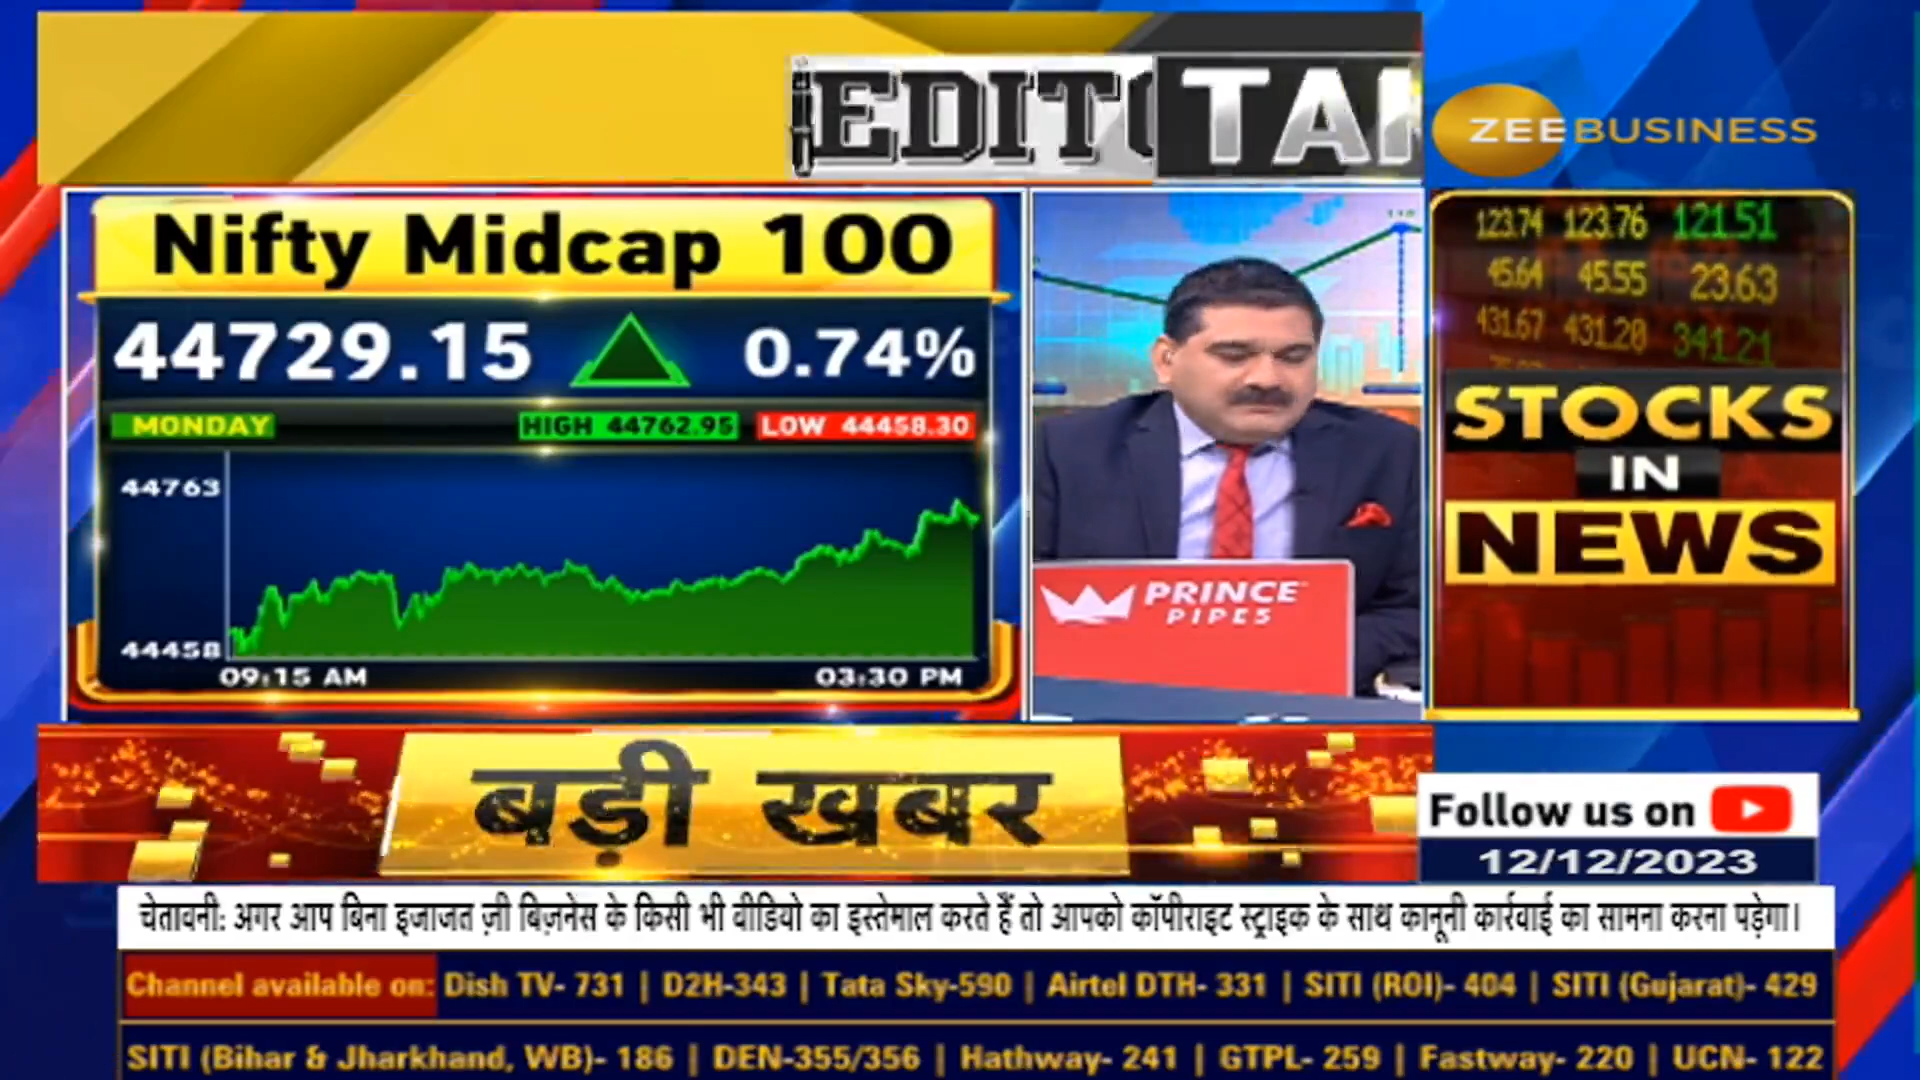 EDITO TA
ZEEBUSINESS
Nifty Midcap 100
44729.15 0.74%
MONDAY HIGH 44762.95 LOW 44458.30
44763
44458
09:15 AM 03:30 PM
PRINCE
PIPES
123.74 123.76 121.51
45.64 45.55 23.63
431.67 431.20 341.21
STOCKS
IN
NEWS
बड़ी खबर
Follow us on
12/12/2023
चेतावनी: अगर आप बिना इजाजत ज़ी बिज़नेस के किसी भी वीडियो का इस्तेमाल करते हैं तो आपको कॉपीराइट स्ट्राइक के साथ कानूनी कार्रवाई का सामना करना पड़ेगा।
Channel available on: Dish TV- 731 | D2H-343 | Tata Sky-590 | Airtel DTH- 331 | SITI (ROI)- 404 | SITI (Gujarat)- 429
SITI (Bihar & Jharkhand, WB)- 186 | DEN-355/356 | Hathway- 241 | GTPL- 259 | Fastway- 220 | UCN- 122